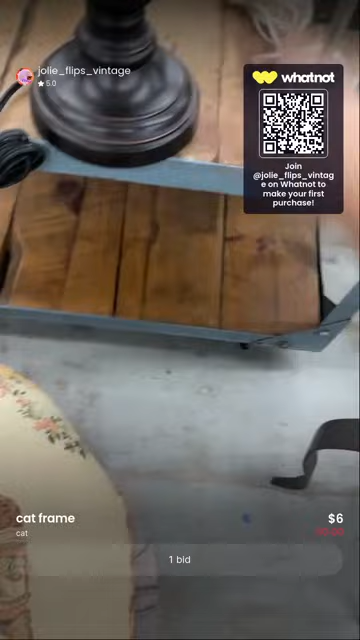 jolie_flips_vintage
5.0
whatnot
Join
@jolie_flips_vintag
e on Whatnot to
make your first
purchase!
cat frame
$6
cat
1 bid